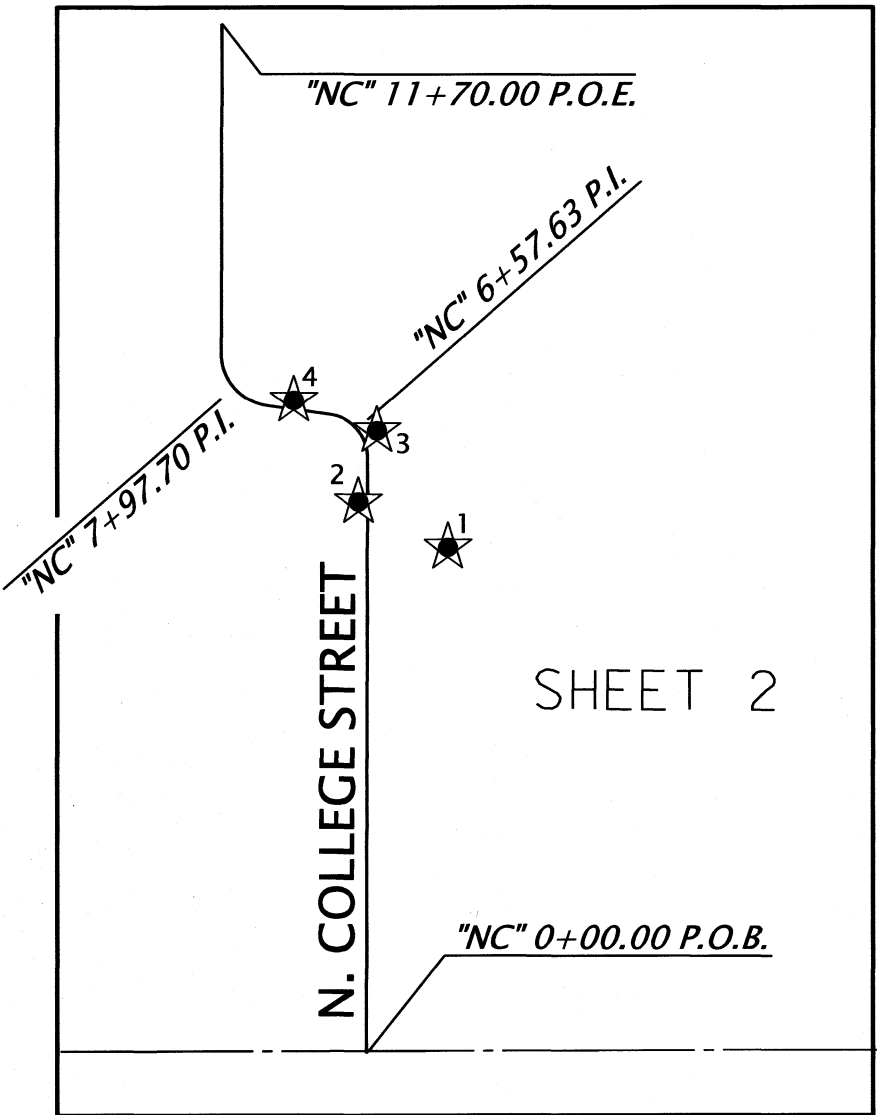 "NC" 11+70.00 P.O.E.
"NC" 6+57.63 P.I.
4
"NC" 7+97.70 P.I.
3
2
1
N. COLLEGE STREET
SHEET 2
"NC" 0+00.00 P.O.B.